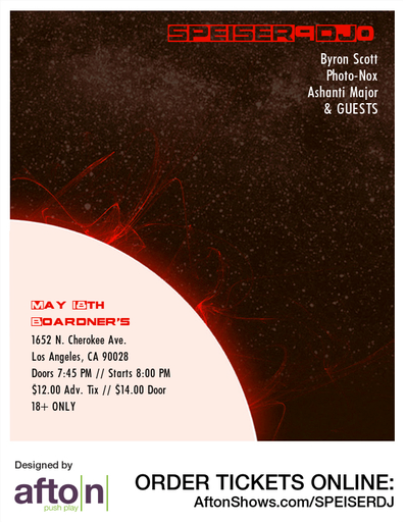 SPEISER9DJO
Byron Scott
Photo-Nox
Ashanti Major
& GUESTS
May 18th
Boardner's
1652 N. Cherokee Ave.
Los Angeles, CA 90028
Doors 7:45 PM // Starts 8:00 PM
$12.00 Adv. Tix // $14.00 Door
18+ ONLY
Designed by
afto|n|
push play
ORDER TICKETS ONLINE:
AftonShows.com/SPEISERDJ